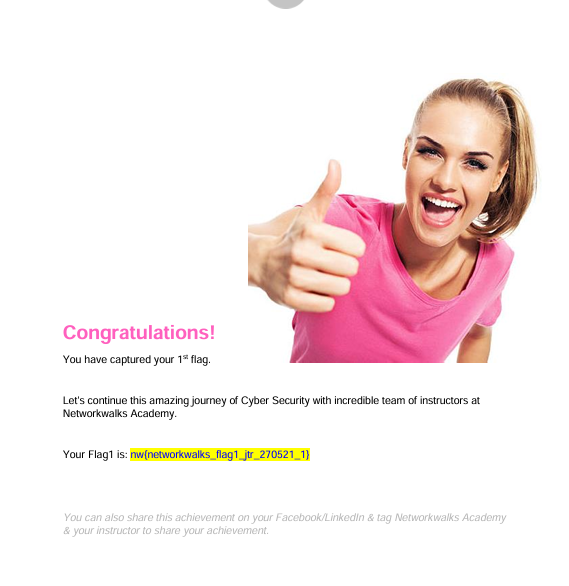 Congratulations!
You have captured your 1st flag.
Let's continue this amazing journey of Cyber Security with incredible team of instructors at
Networkwalks Academy.
Your Flag1 is: nw{networkwalks_flag1_jtr_270521_1}
You can also share this achievement on your Facebook/LinkedIn & tag Networkwalks Academy
& your instructor to share your achievement.